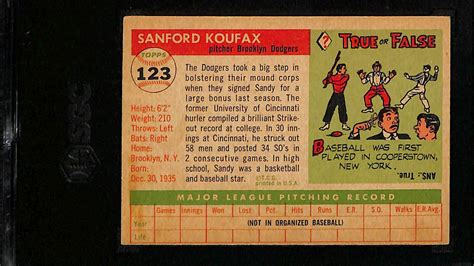 SANFORD KOUFAX
pitcher Brooklyn Dodgers
TOPPS
123
Height: 6'2"
Weight: 210
Throws: Left
Bats: Right
Home:
Brooklyn, N. Y.
Born:
Dec. 30, 1935
The Dodgers took a big step in
bolstering their mound corps
when they signed Sandy for a
large bonus last season. The
former University of Cincinnati
hurler compiled a brilliant Strike-
out record at college. In 30 inn-
ings at Cincinnati, he struck out
58 men and posted 34 SO's in
2 consecutive games. In high
school, Sandy was a basketball
and baseball star.
©T.C.G.
printed in U.S.A.
?
TRUE OR FALSE
BASEBALL WAS FIRST
PLAYED IN COOPERSTOWN,
NEW YORK.
ANS.: True.
MAJOR LEAGUE PITCHING RECORD
Games Innings Won Lost Pct. Hits Runs S.O. Walks E.R. Avg.
Year
Life
(NOT IN ORGANIZED BASEBALL)